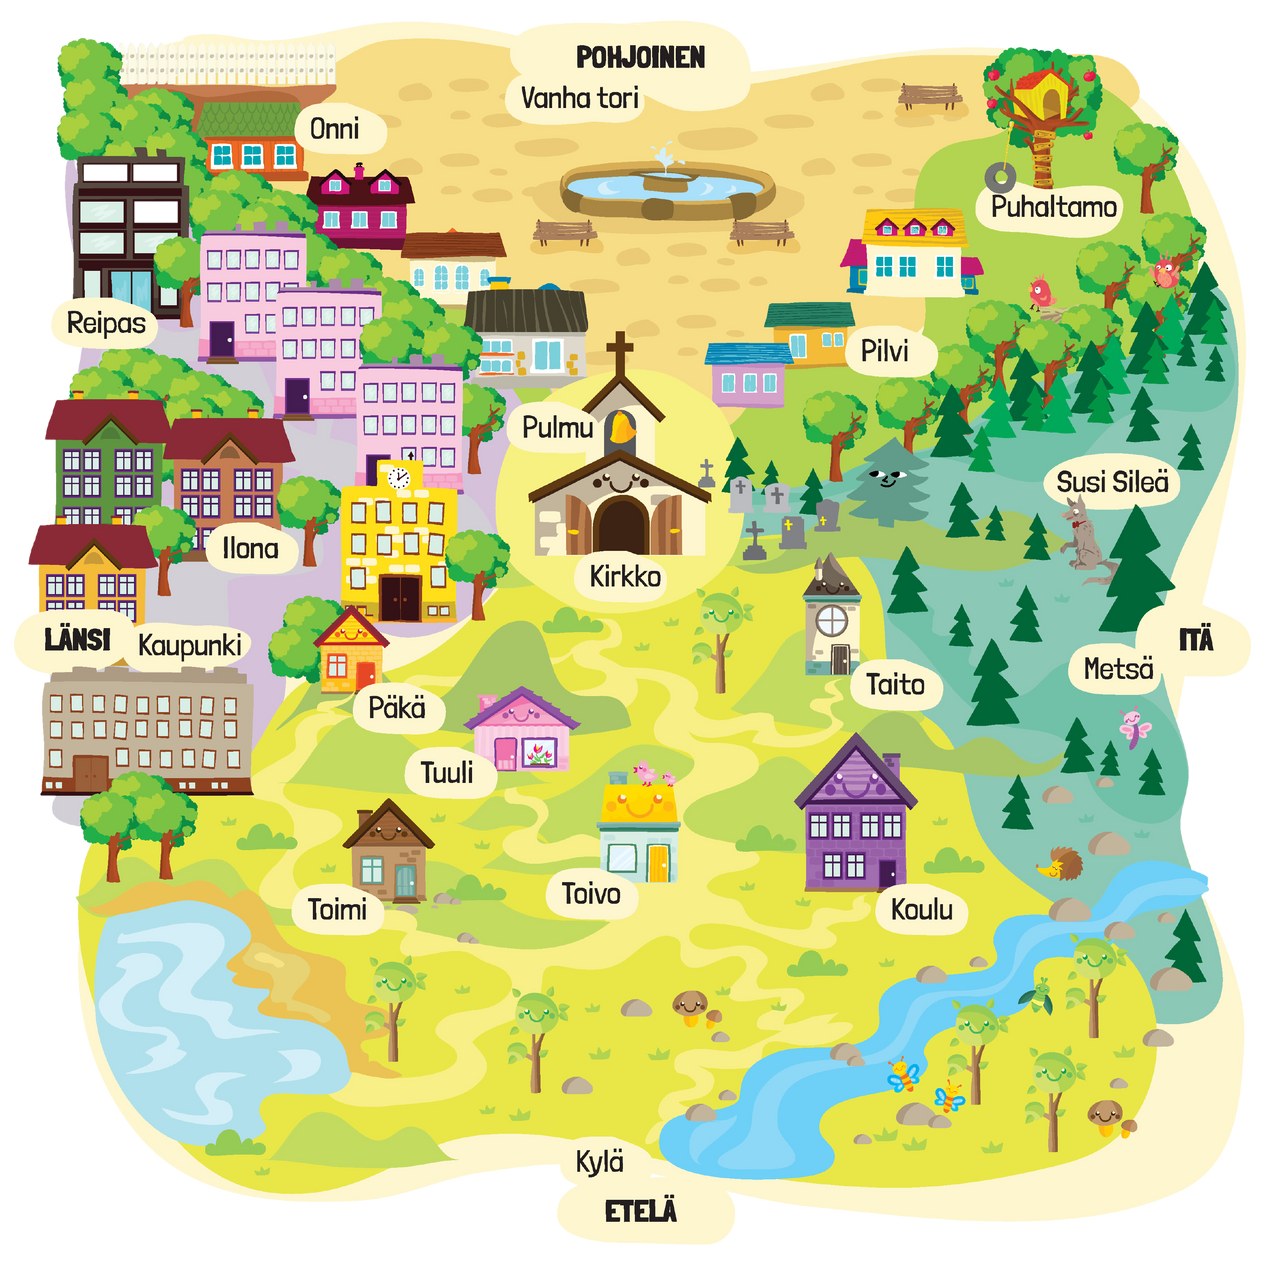 POHJOINEN
Vanha tori
Onni
Puhaltamo
Reipas
Pilvi
Pulmu
Susi Sileä
Ilona
Kirkko
LÄNSI
Kaupunki
ITÄ
Metsä
Taito
Päkä
Tuuli
Toivo
Toimi
Koulu
Kylä
ETELÄ